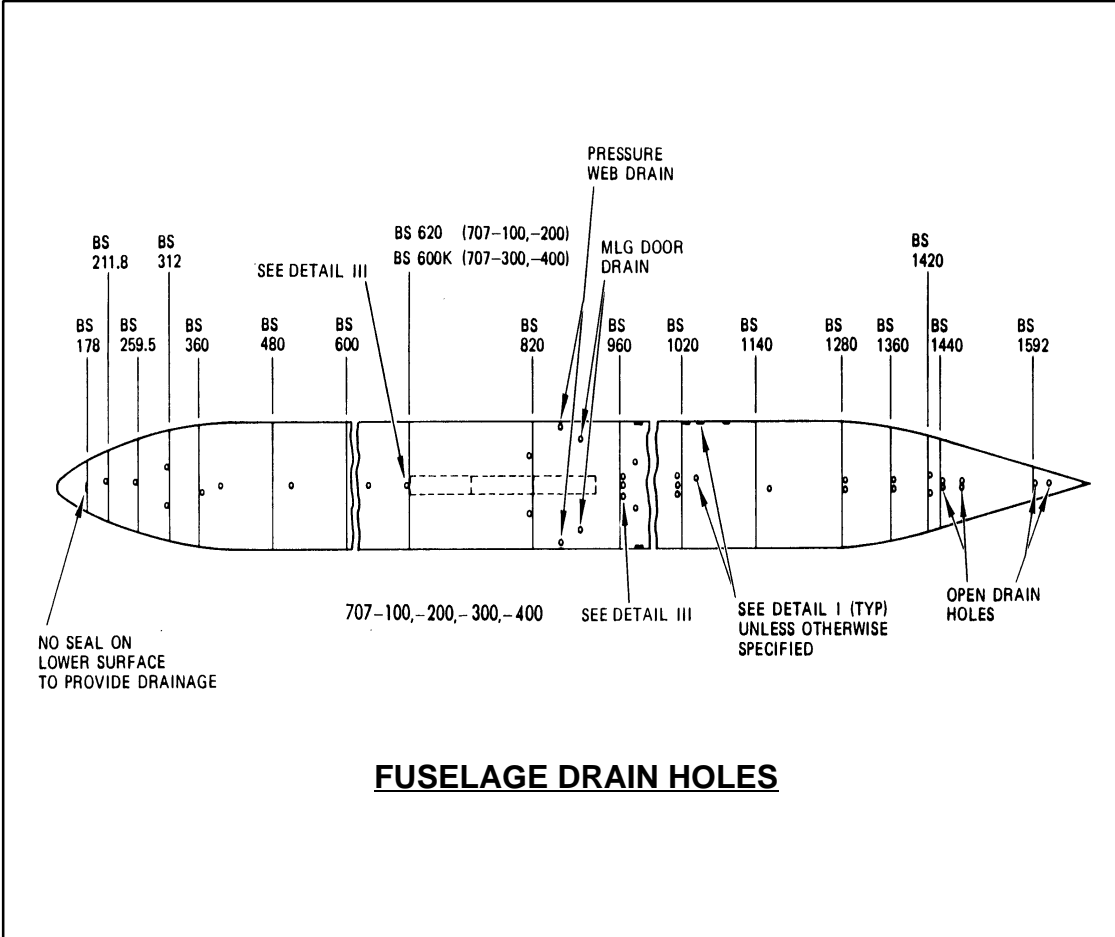 PRESSURE
WEB DRAIN
BS 620 (707-100,-200)
BS 600K (707-300,-400)
MLG DOOR
DRAIN
BS
211.8
BS
312
SEE DETAIL III
BS
1420
BS
178
BS
259.5
BS
360
BS
480
BS
600
BS
820
BS
960
BS
1020
BS
1140
BS
1280
BS
1360
BS
1440
BS
1592
NO SEAL ON
LOWER SURFACE
TO PROVIDE DRAINAGE
707-100,-200,-300,-400
SEE DETAIL III
SEE DETAIL I (TYP)
UNLESS OTHERWISE
SPECIFIED
OPEN DRAIN
HOLES
FUSELAGE DRAIN HOLES